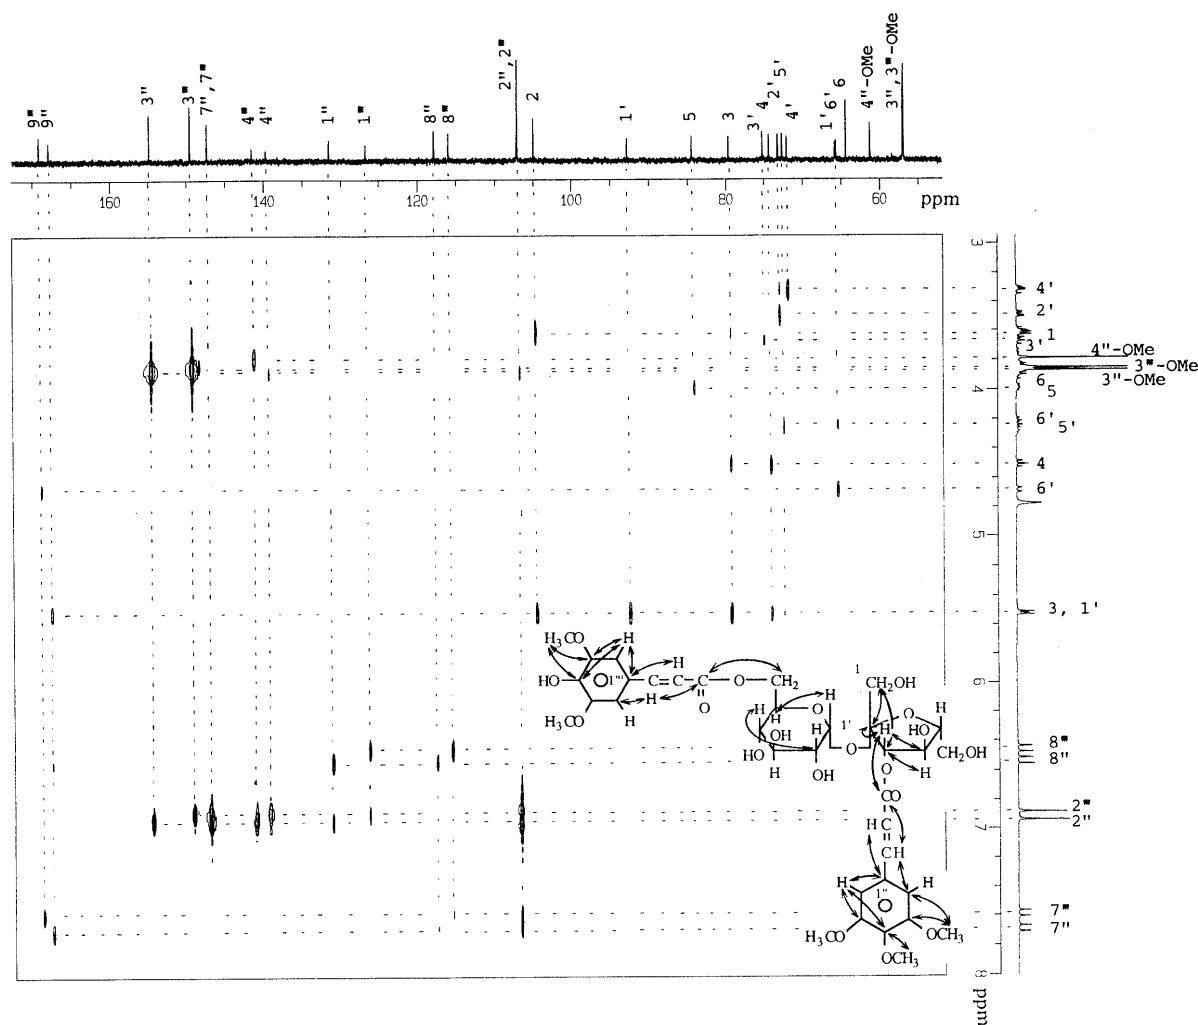 9‴
9"
3"
3‴
7", 7‴
4‴
4"
1"
1‴
8"
8‴
2", 2‴
2
1'
5
3
3'
4
2'
5'
4'
1
6'
6
4"-OMe
3", 3‴-OMe
160
140
120
100
80
60
ppm
3
4'
2'
1
3'
4"-OMe
3‴-OMe
3"-OMe
6
5
4
6'
5'
4
6'
5
3, 1'
6
8‴
8"
2‴
2"
7
7‴
7"
8
ppm
H₃CO
H
H
HO
1‴
C=C-C-O-CH₂
O
H
H₃CO
H
1
CH₂OH
H
O
H
O
H
1'
H
H
H
HO
OH
HO
O
CH₂OH
H
OH
H
O
CO
H
C
CH
H
1"
H
H₃CO
OCH₃
OCH₃